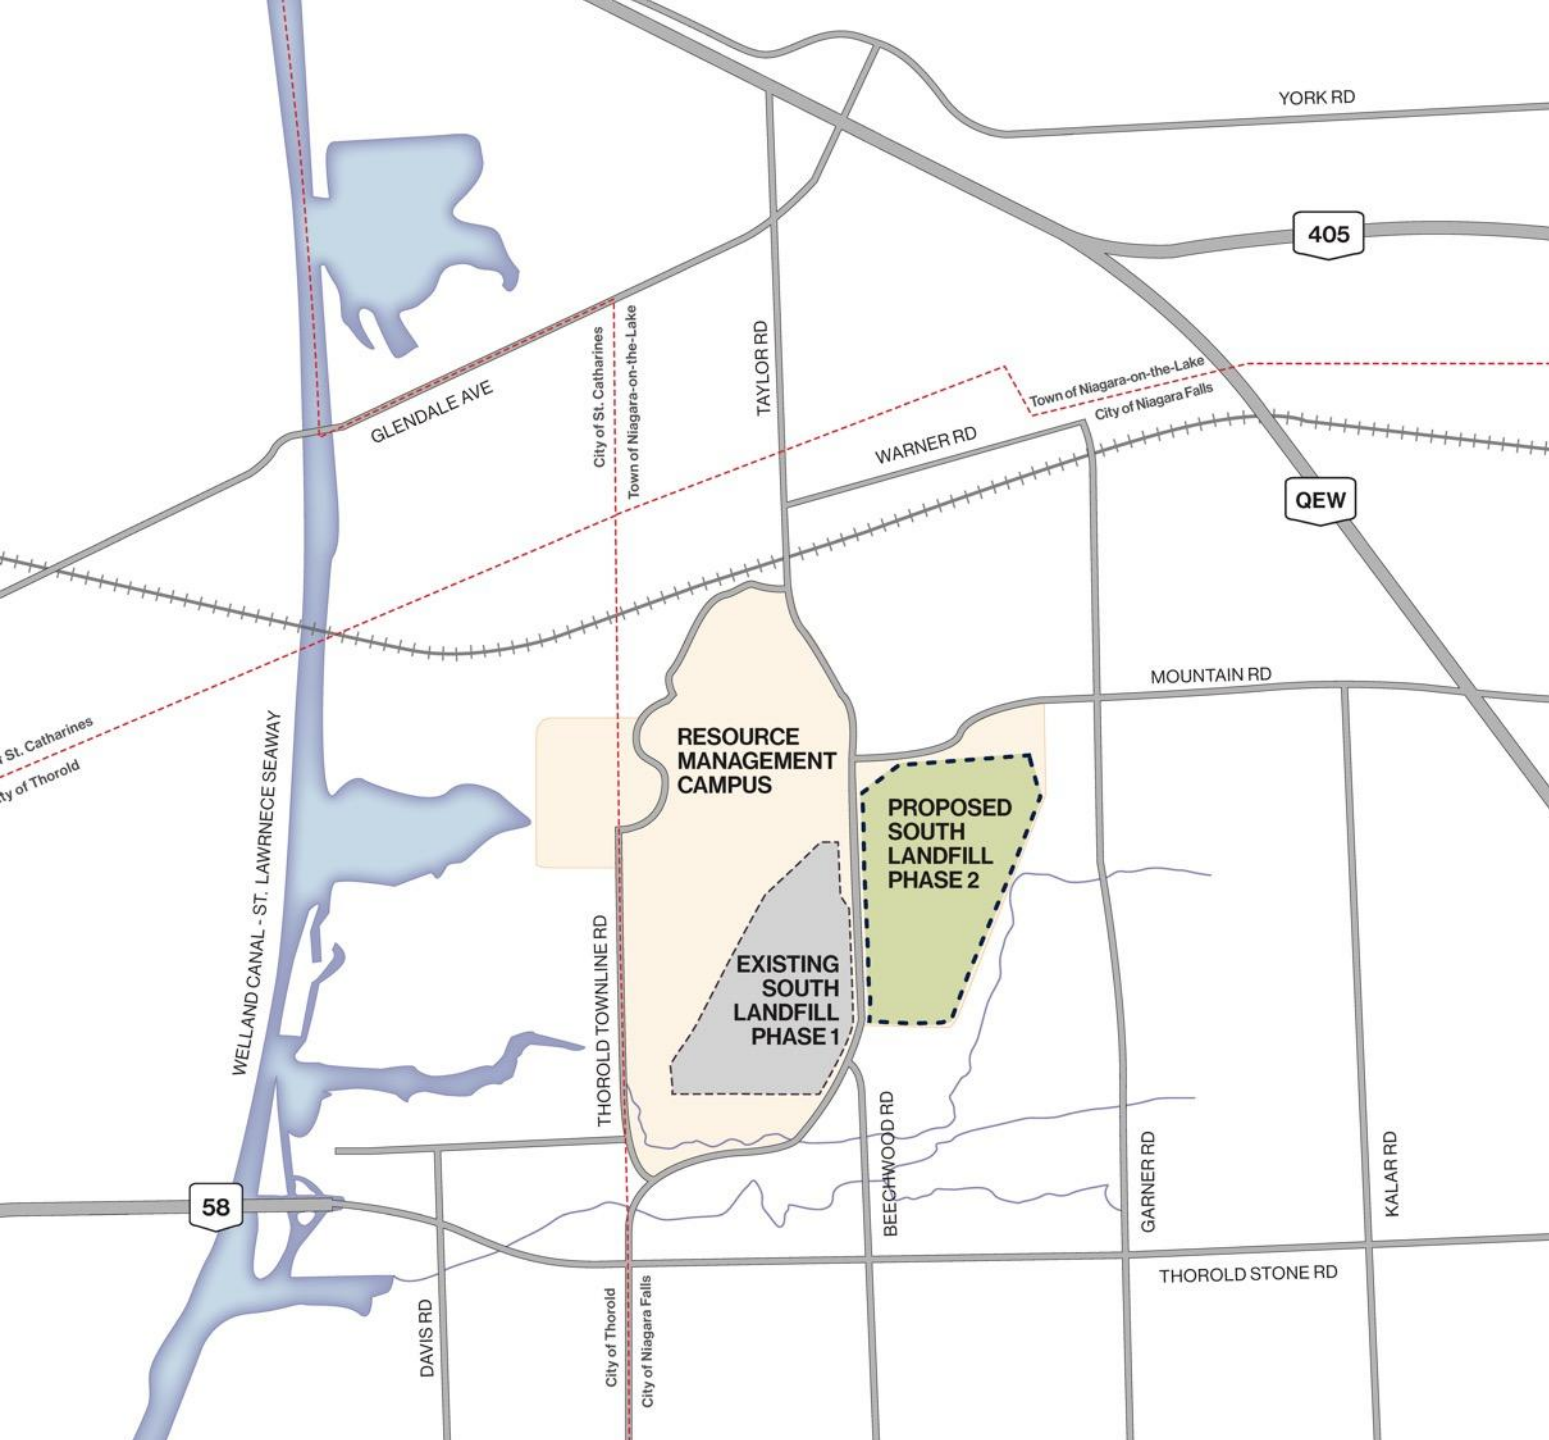 YORK RD
405
City of St. Catharines
Town of Niagara-on-the-Lake
TAYLOR RD
GLENDALE AVE
Town of Niagara-on-the-Lake
City of Niagara Falls
WARNER RD
QEW
MOUNTAIN RD
St. Catharines
ty of Thorold
WELLAND CANAL - ST. LAWRNECE SEAWAY
RESOURCE
MANAGEMENT
CAMPUS
PROPOSED
SOUTH
LANDFILL
PHASE 2
EXISTING
SOUTH
LANDFILL
PHASE 1
THOROLD TOWNLINE RD
BEECHWOOD RD
GARNER RD
KALAR RD
58
THOROLD STONE RD
DAVIS RD
City of Thorold
City of Niagara Falls